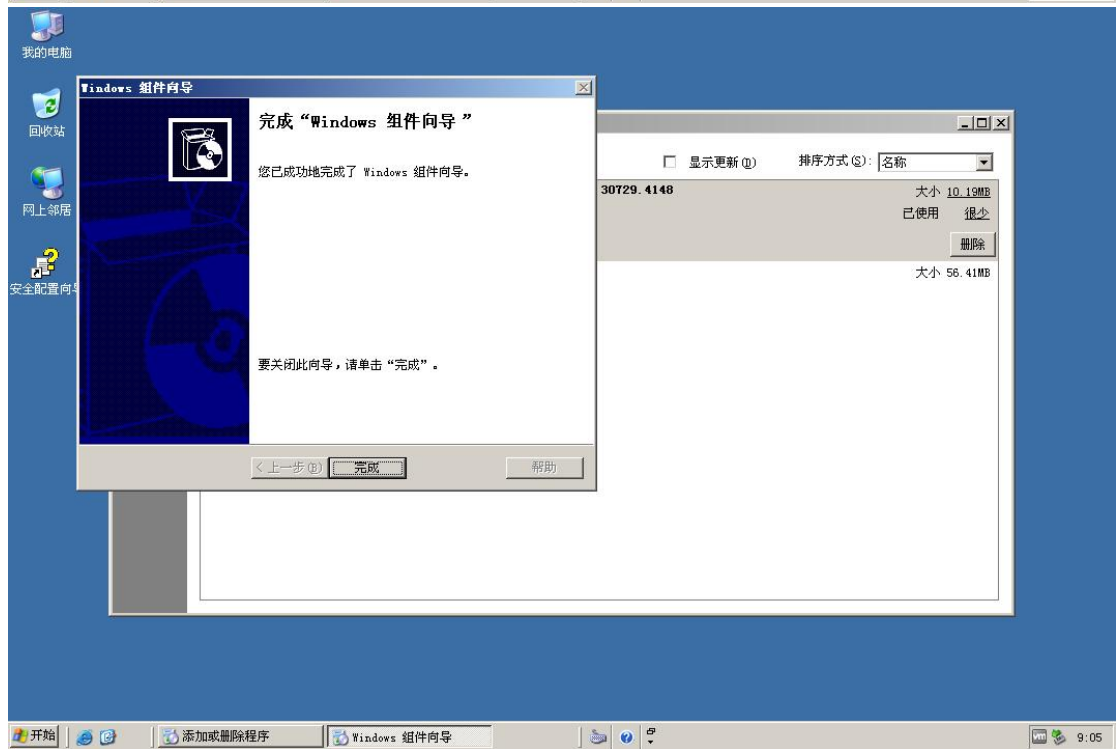 我的电脑
回收站
网上邻居
安全配置向导
Windows 组件向导
完成“Windows 组件向导”
您已成功地完成了 Windows 组件向导。
要关闭此向导，请单击“完成”。
< 上一步(B)
完成
帮助
显示更新(D)
排序方式(S): 名称
30729.4148
大小 10.19MB
已使用 很少
删除
大小 56.41MB
开始
添加或删除程序
Windows 组件向导
9:05